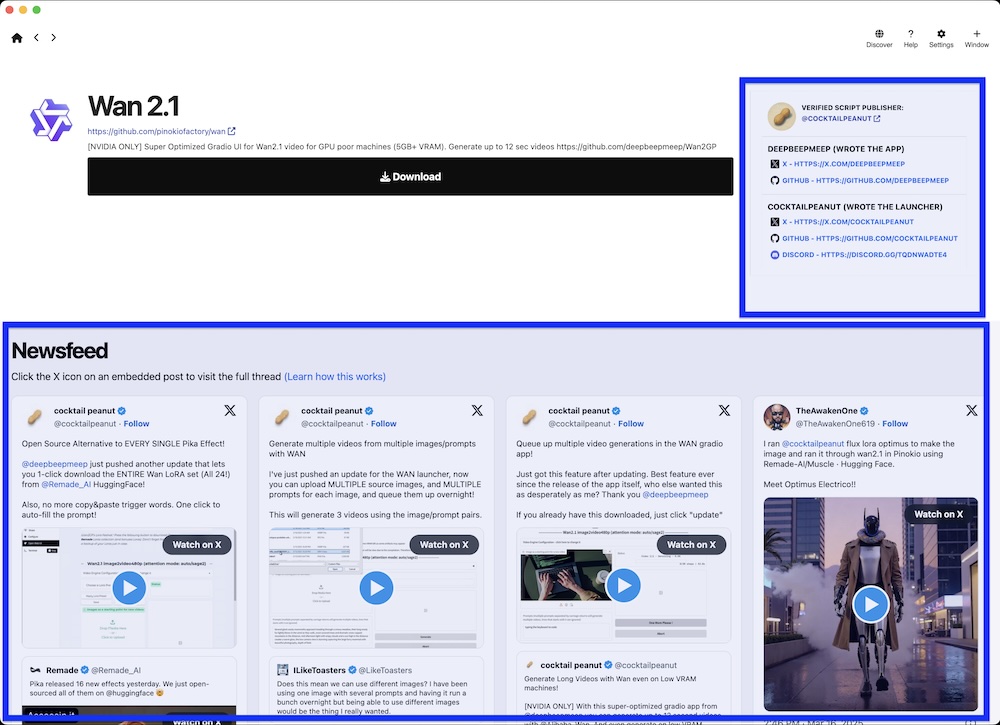 Discover
Help
Settings
Window
Wan 2.1
https://github.com/pinokiofactory/wan
[NVIDIA ONLY] Super Optimized Gradio UI for Wan2.1 video for GPU poor machines (5GB+ VRAM). Generate up to 12 sec videos https://github.com/deepbeepmeep/Wan2GP
Download
VERIFIED SCRIPT PUBLISHER:
@COCKTAILPEANUT
DEEPBEEPMEEP (WROTE THE APP)
X - HTTPS://X.COM/DEEPBEEPMEEP
GITHUB - HTTPS://GITHUB.COM/DEEPBEEPMEEP
COCKTAILPEANUT (WROTE THE LAUNCHER)
X - HTTPS://X.COM/COCKTAILPEANUT
GITHUB - HTTPS://GITHUB.COM/COCKTAILPEANUT
DISCORD - HTTPS://DISCORD.GG/TQDNWADTE4
Newsfeed
Click the X icon on an embedded post to visit the full thread (Learn how this works)
cocktail peanut
@cocktailpeanut · Follow
Open Source Alternative to EVERY SINGLE Pika Effect!
@deepbeepmeep just pushed another update that lets
you 1-click download the ENTIRE Wan LoRA set (All 24!)
from @Remade_AI HuggingFace!
Also, no more copy&paste trigger words. One click to
auto-fill the prompt!
Watch on X
Remade @Remade_AI
Pika released 16 new effects yesterday. We just open-
sourced all of them on @huggingface 🤯
Watch on X
cocktail peanut
@cocktailpeanut · Follow
Generate multiple videos from multiple images/prompts
with WAN
I've just pushed an update for the WAN launcher, now
you can upload MULTIPLE source images, and MULTIPLE
prompts for each image, and queue them up overnight!
This will generate 3 videos using the image/prompt pairs.
Watch on X
ILikeToasters @LikeToasters
Does this mean we can use different images? I have been
using one image with several prompts and having it run a
bunch overnight but being able to use different images
would be the thing I really wanted.
cocktail peanut
@cocktailpeanut · Follow
Queue up multiple video generations in the WAN gradio
app!
Just got this feature after updating. Best feature ever
since the release of the app itself, who else wanted this
as desperately as me? Thank you @deepbeepmeep
If you already have this downloaded, just click "update"
Watch on X
cocktail peanut @cocktailpeanut
Generate Long Videos with Wan even on Low VRAM
machines!
[NVIDIA ONLY] With this super optimized gradio app from
TheAwakenOne
@TheAwakenOne619 · Follow
I ran @cocktailpeanut flux lora optimus to make the
image and ran it through wan2.1 in Pinokio using
Remade-AI/Muscle · Hugging Face.
Meet Optimus Electrico!!
Watch on X
2:46 PM · Mar 16, 2025